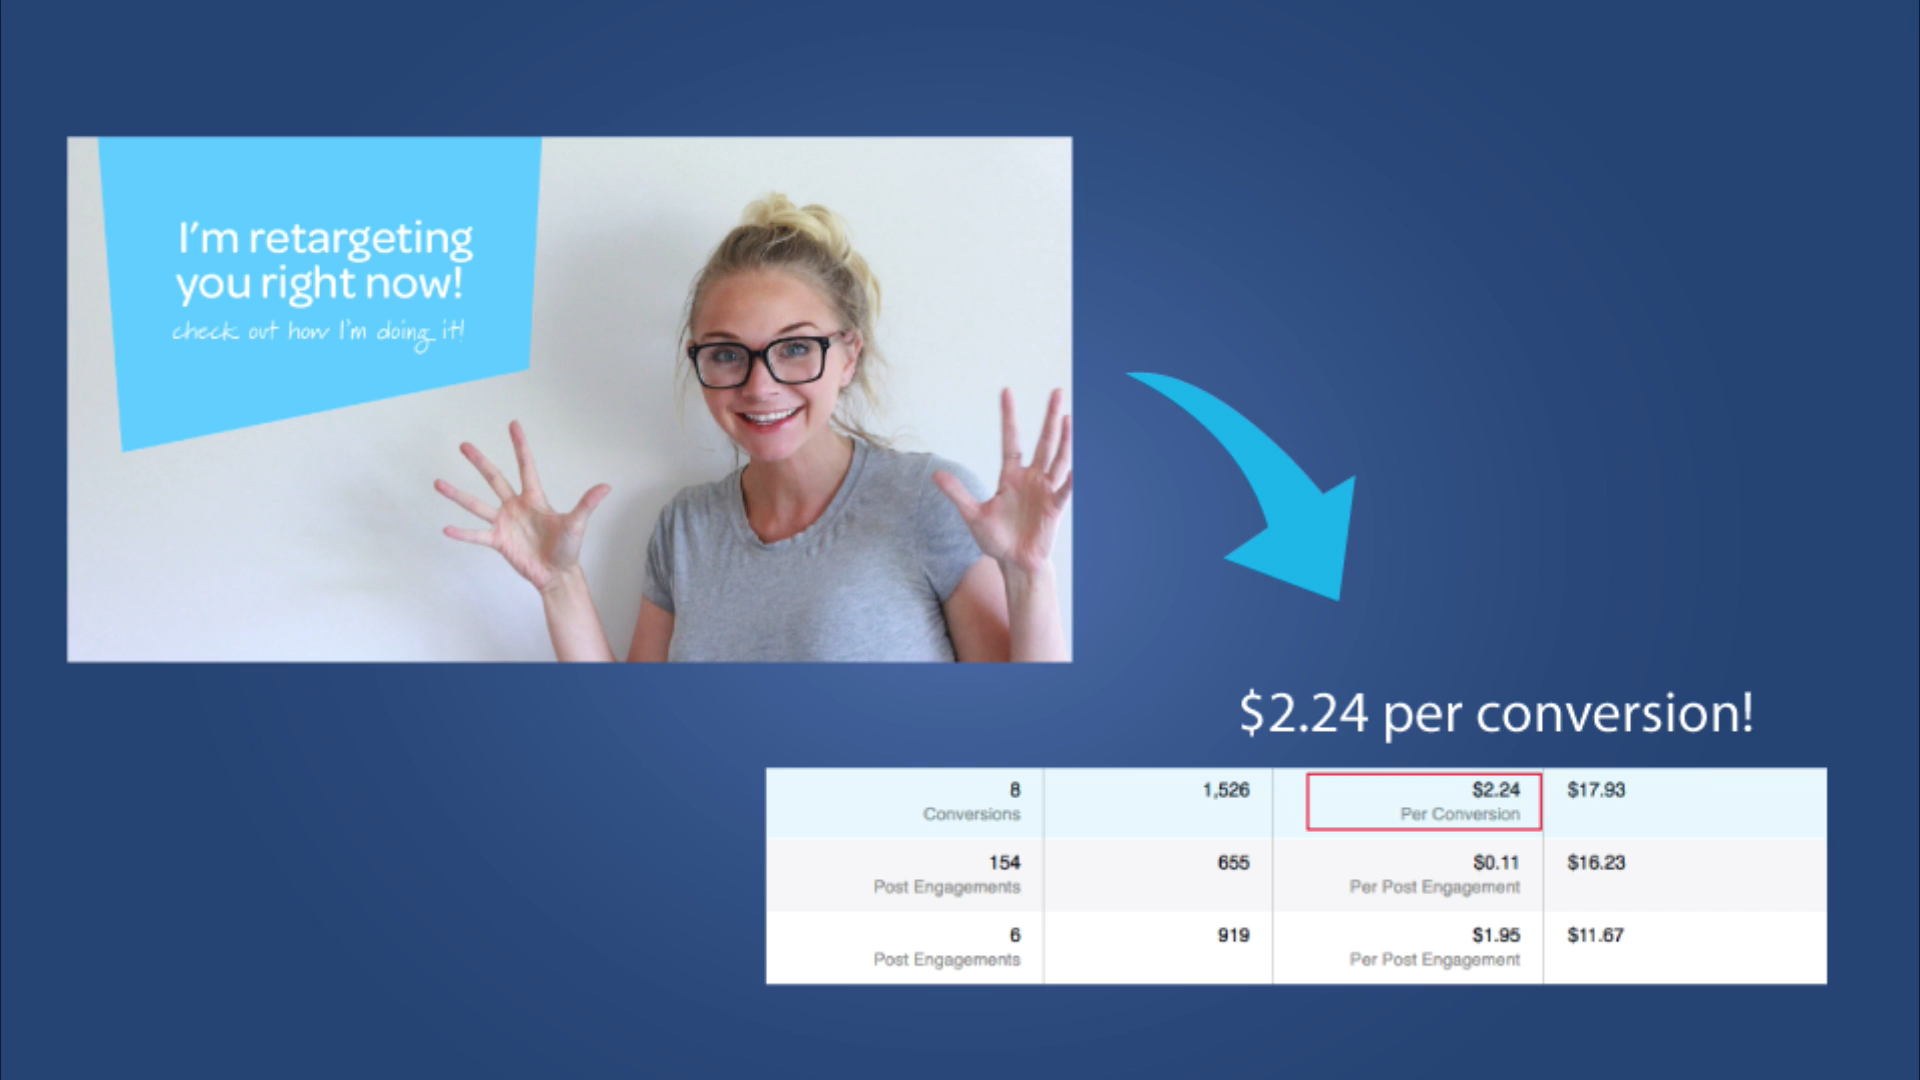 I'm retargeting
you right now!
check out how I'm doing it!
$2.24 per conversion!
8 1,526 $2.24 $17.93
Conversions Per Conversion
154 655 $0.11 $16.23
Post Engagements Per Post Engagement
6 919 $1.95 $11.67
Post Engagements Per Post Engagement